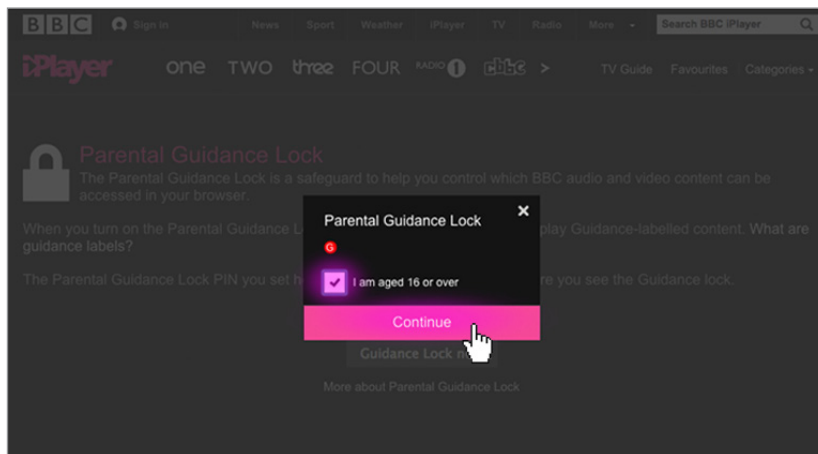 BBC Sign in News Sport Weather iPlayer TV Radio More Search BBC iPlayer
iPlayer one TWO three FOUR RADIO 1 cbbc > TV Guide Favourites Categories
Parental Guidance Lock
The Parental Guidance Lock is a safeguard to help you control which BBC audio and video content can be
accessed in your browser.
Parental Guidance Lock ×
When you turn on the Parental Guidance L play Guidance-labelled content. What are
guidance labels?
G
The Parental Guidance Lock PIN you set h re you see the Guidance lock.
I am aged 16 or over
Continue
Guidance Lock n
More about Parental Guidance Lock